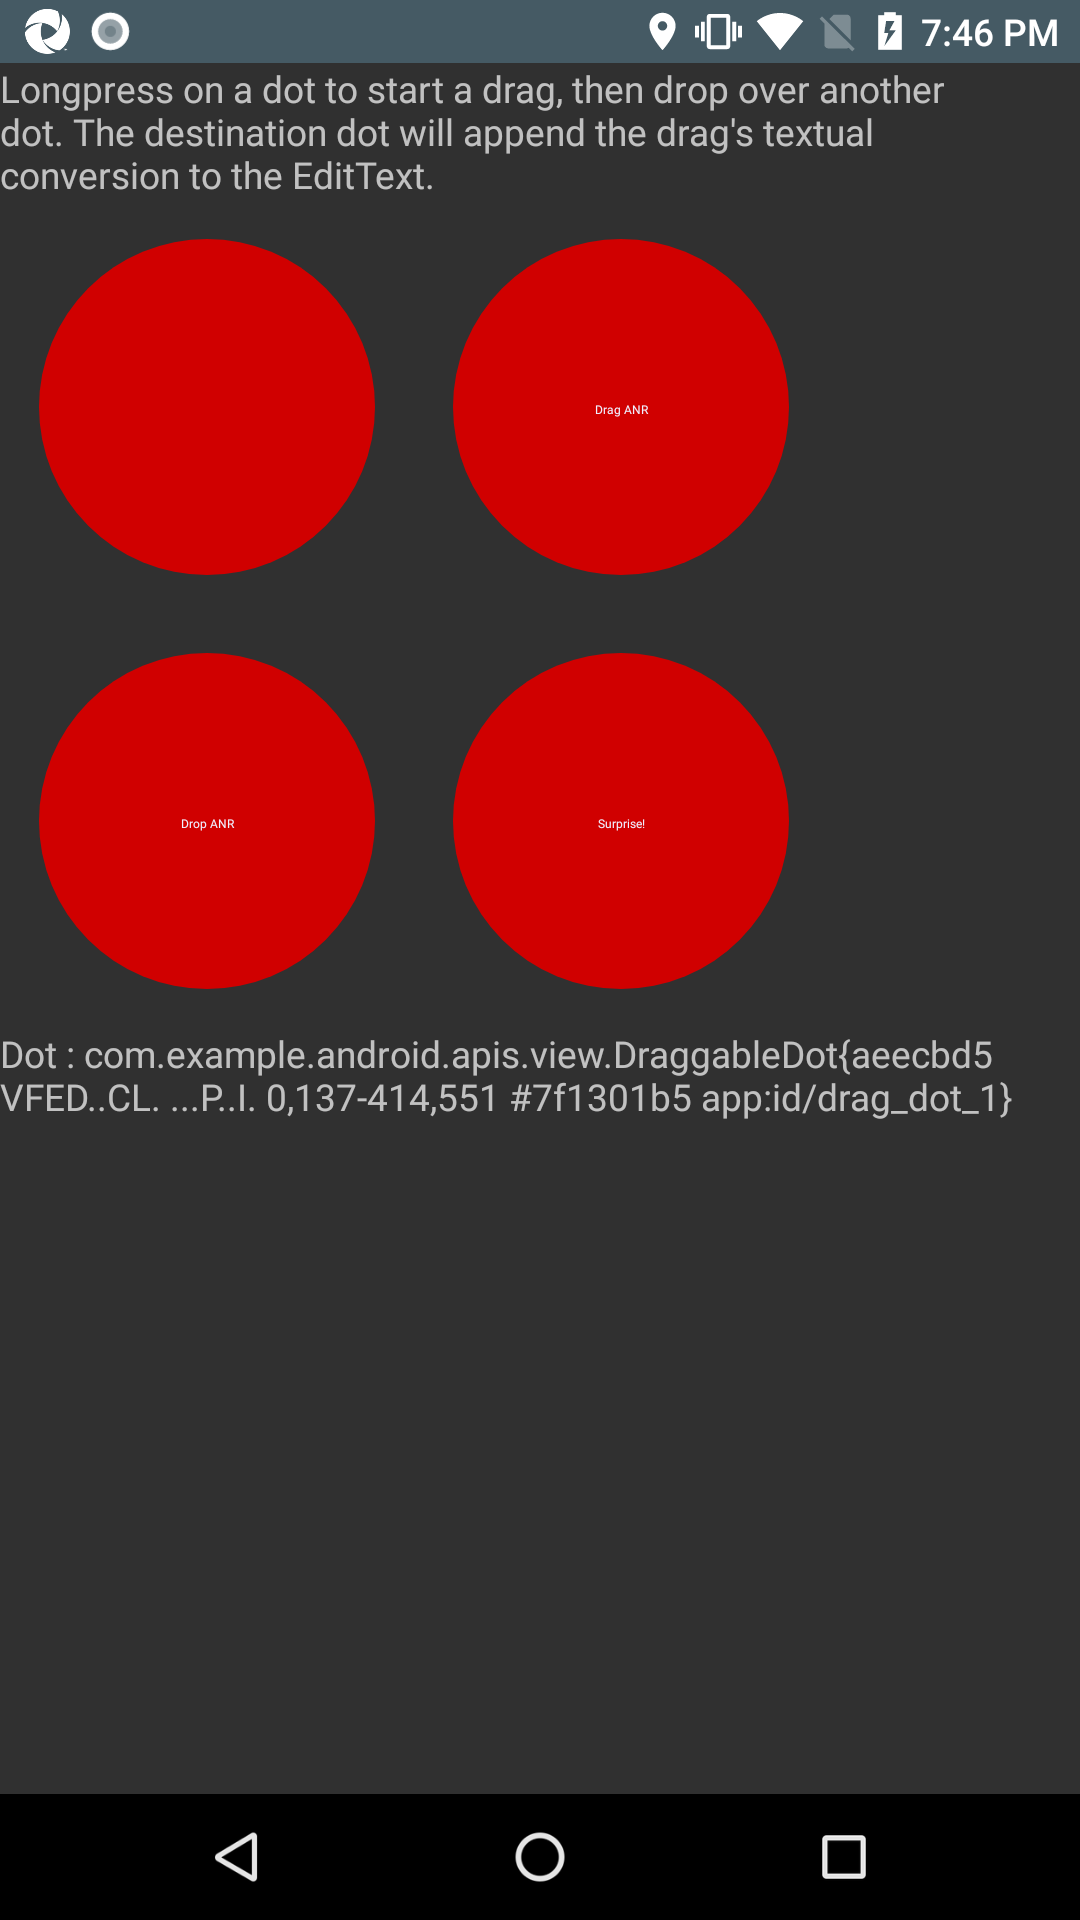 7:46 PM
Longpress on a dot to start a drag, then drop over another
dot. The destination dot will append the drag's textual
conversion to the EditText.
Drag ANR
Drop ANR
Surprise!
Dot : com.example.android.apis.view.DraggableDot{aeecbd5
VFED..CL. ...P..I. 0,137-414,551 #7f1301b5 app:id/drag_dot_1}